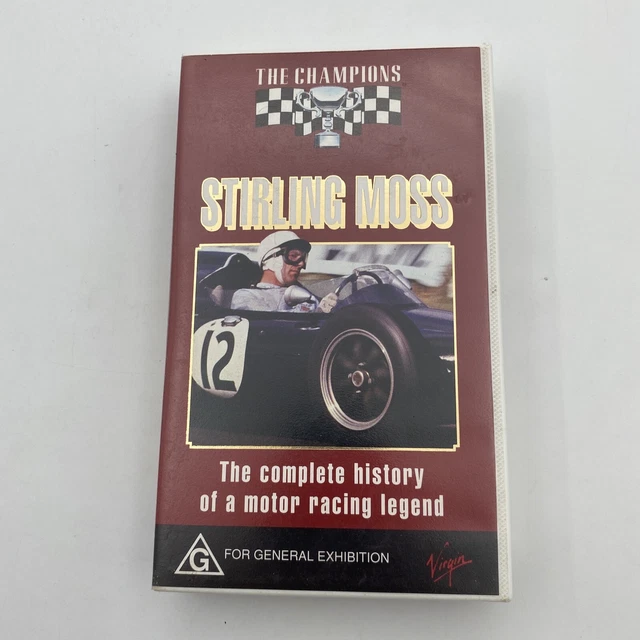 THE CHAMPIONS
STIRLING MOSS
12
The complete history
of a motor racing legend
G FOR GENERAL EXHIBITION
Virgin